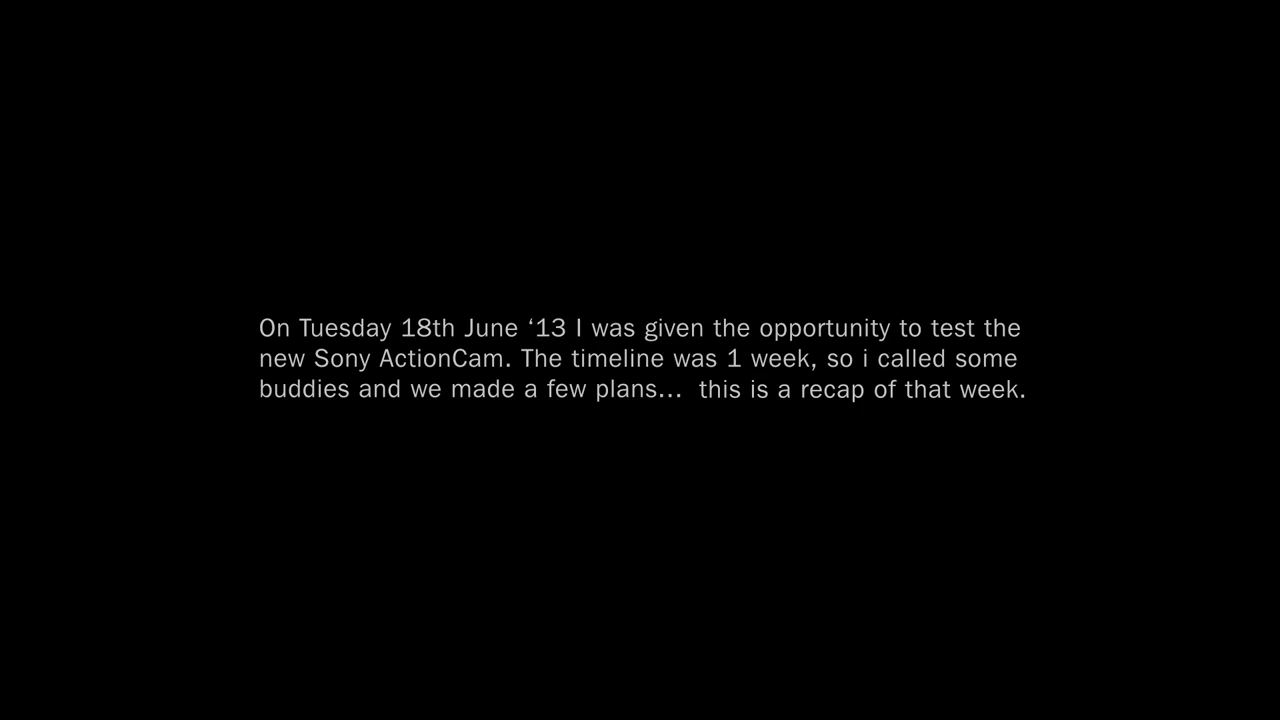 On Tuesday 18th June ‘13 I was given the opportunity to test the
new Sony ActionCam. The timeline was 1 week, so i called some
buddies and we made a few plans...  this is a recap of that week.